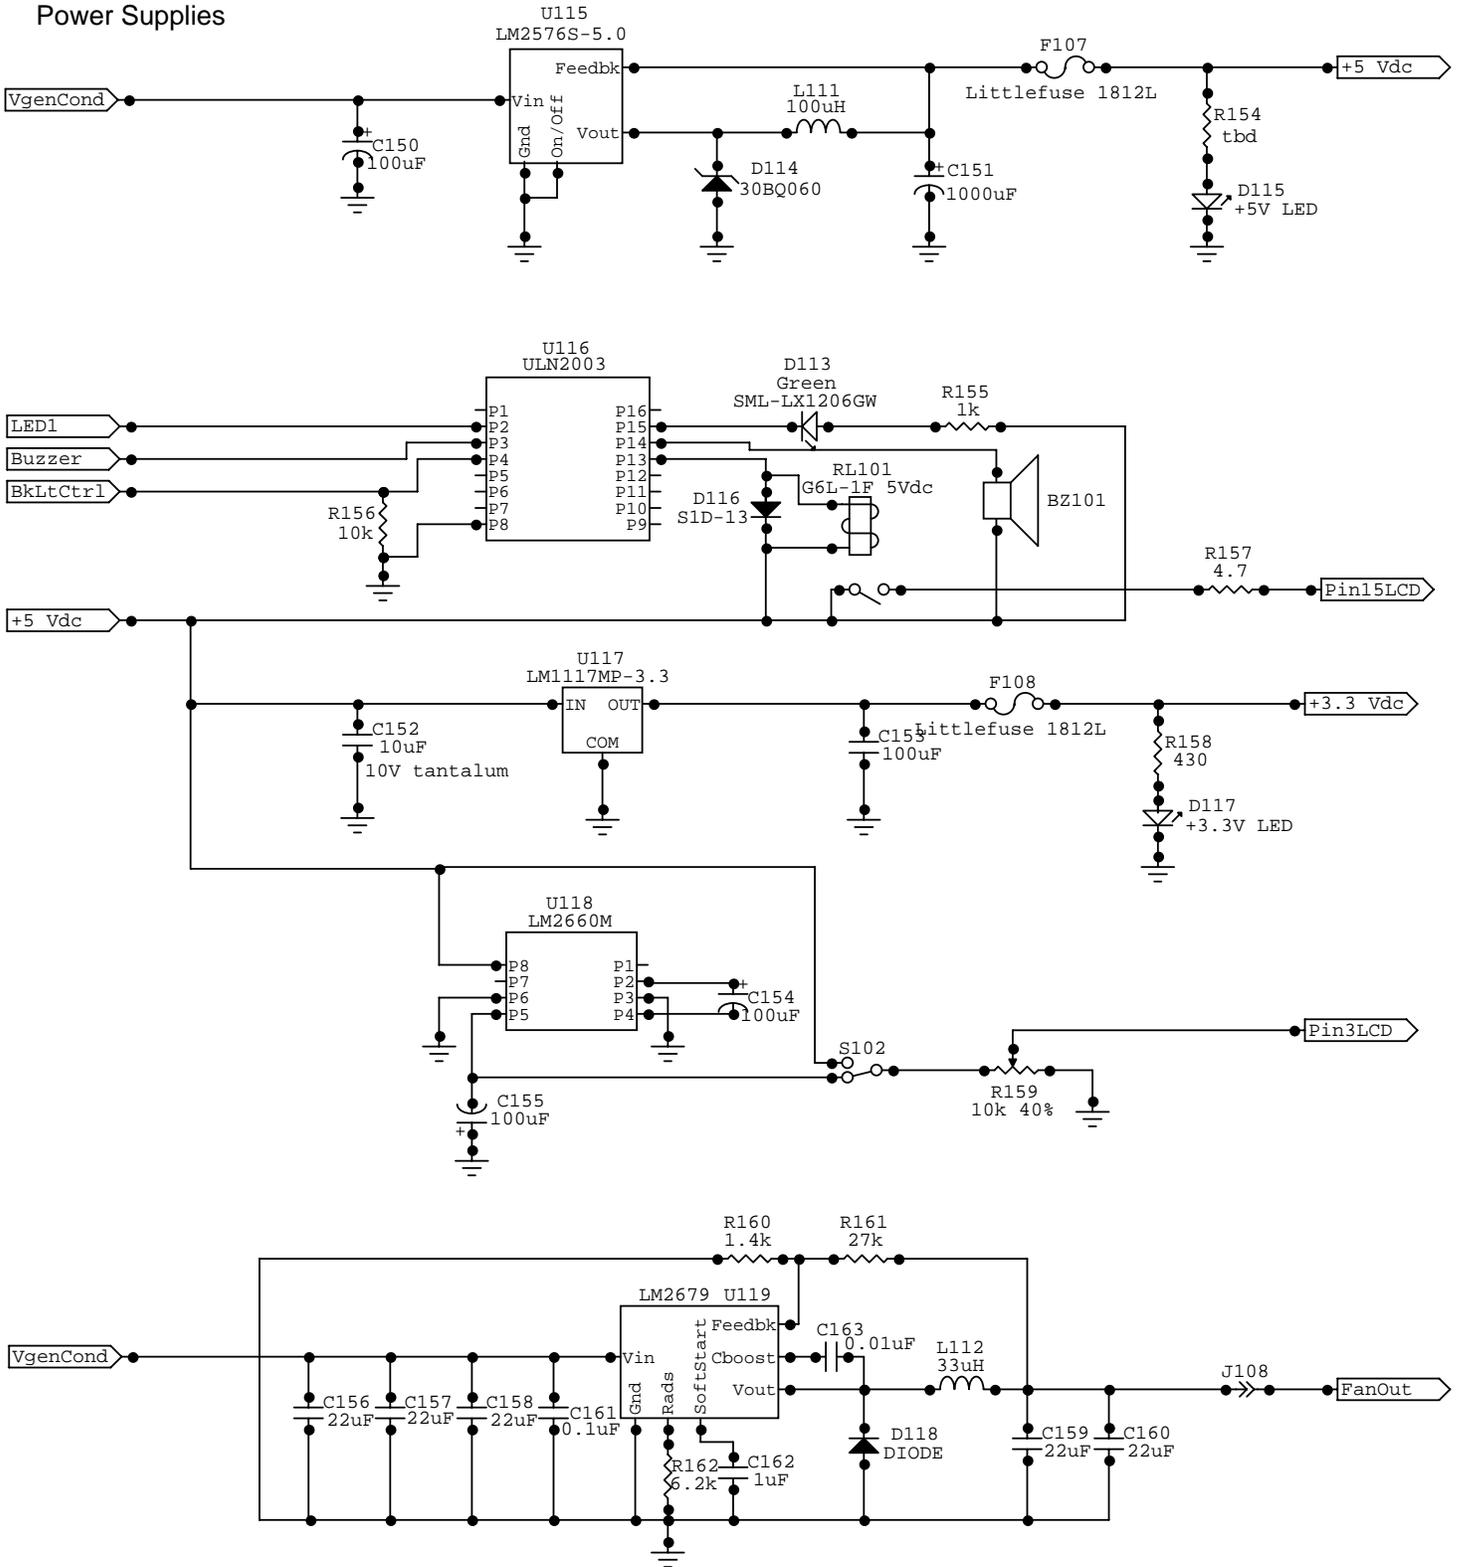 Power Supplies
U115
LM2576S-5.0
Feedbk
Vin
Gnd
On/Off
Vout
VgenCond
C150
100uF
L111
100uH
D114
30BQ060
C151
1000uF
F107
Littlefuse 1812L
+5 Vdc
R154
tbd
D115
+5V LED
U116
ULN2003
P1
P2
P3
P4
P5
P6
P7
P8
P16
P15
P14
P13
P12
P11
P10
P9
LED1
Buzzer
BkLtCtrl
R156
10k
D113
Green
SML-LX1206GW
R155
1k
D116
S1D-13
RL101
G6L-1F 5Vdc
BZ101
R157
4.7
Pin15LCD
+5 Vdc
U117
LM1117MP-3.3
IN OUT
COM
C152
10uF
10V tantalum
C153
100uF
F108
Littlefuse 1812L
+3.3 Vdc
R158
430
D117
+3.3V LED
U118
LM2660M
P8
P7
P6
P5
P1
P2
P3
P4
C154
100uF
C155
100uF
S102
R159
10k 40%
Pin3LCD
R160
1.4k
R161
27k
LM2679 U119
Feedbk
Cboost
Vout
Vin
Gnd
Rads
SoftStart
VgenCond
C156
22uF
C157
22uF
C158
22uF
C161
0.1uF
R162
6.2k
C162
1uF
C163
0.01uF
L112
33uH
D118
DIODE
C159
22uF
C160
22uF
J108
FanOut